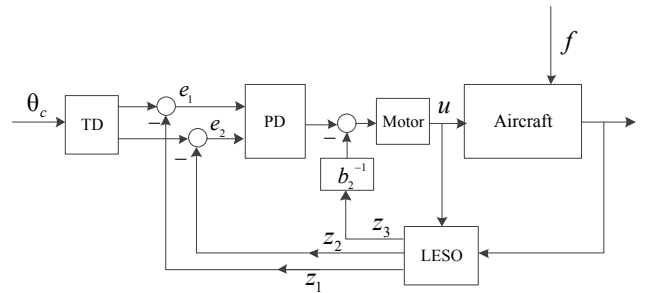 f
θc
e1
u
TD
e2
PD
Motor
Aircraft
−
−
−
b2−1
z3
z2
LESO
z1